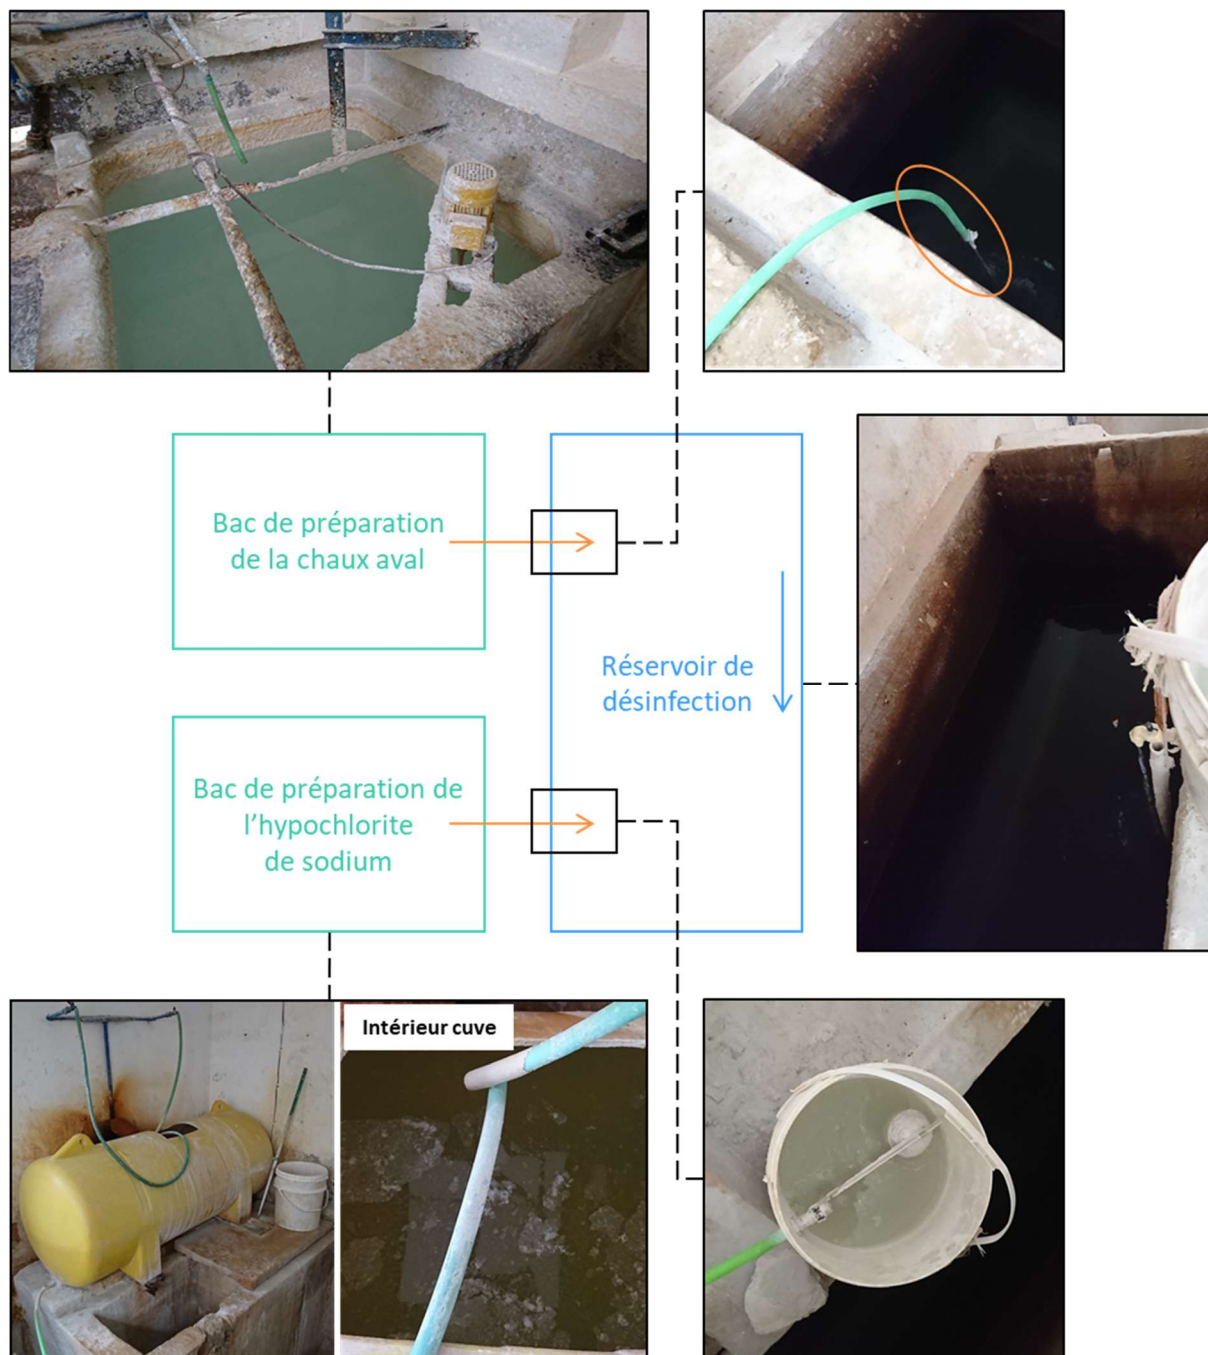 Bac de préparation
de la chaux aval
Réservoir de
désinfection
Bac de préparation de
l'hypochlorite
de sodium
Intérieur cuve